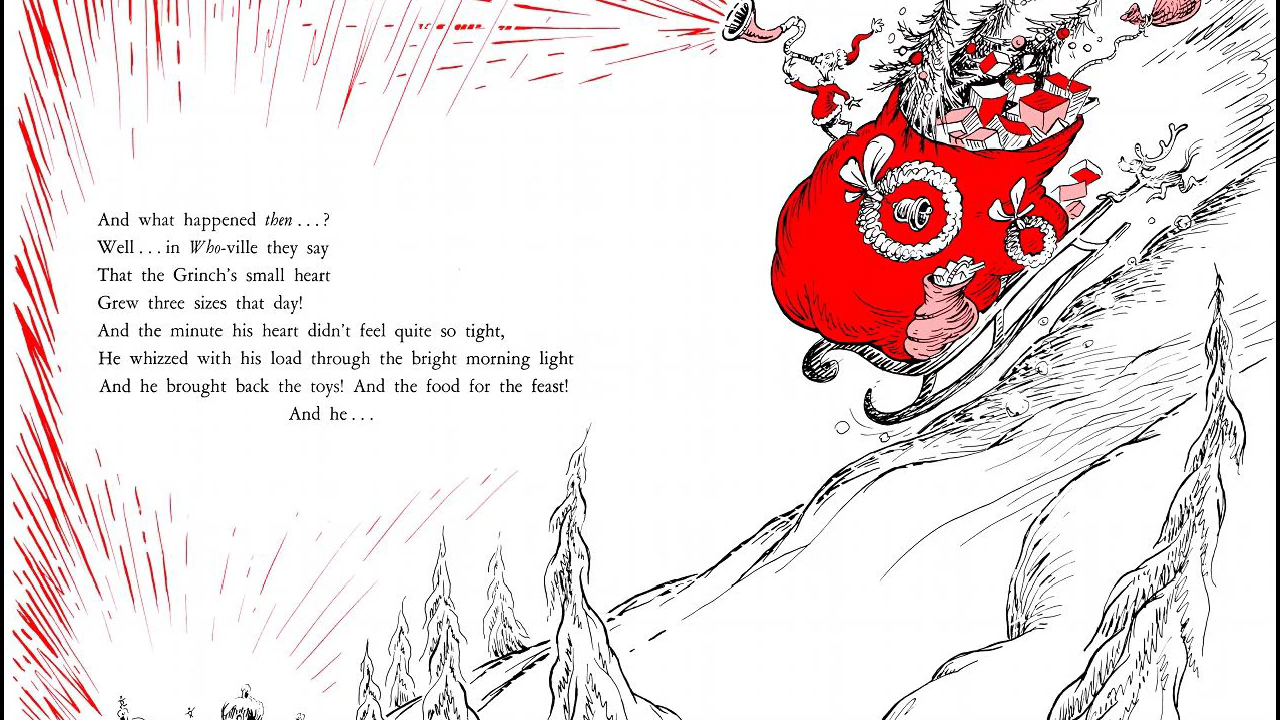 And what happened then...?
Well...in Who-ville they say
That the Grinch's small heart
Grew three sizes that day!
And the minute his heart didn't feel quite so tight,
He whizzed with his load through the bright morning light
And he brought back the toys! And the food for the feast!
And he...